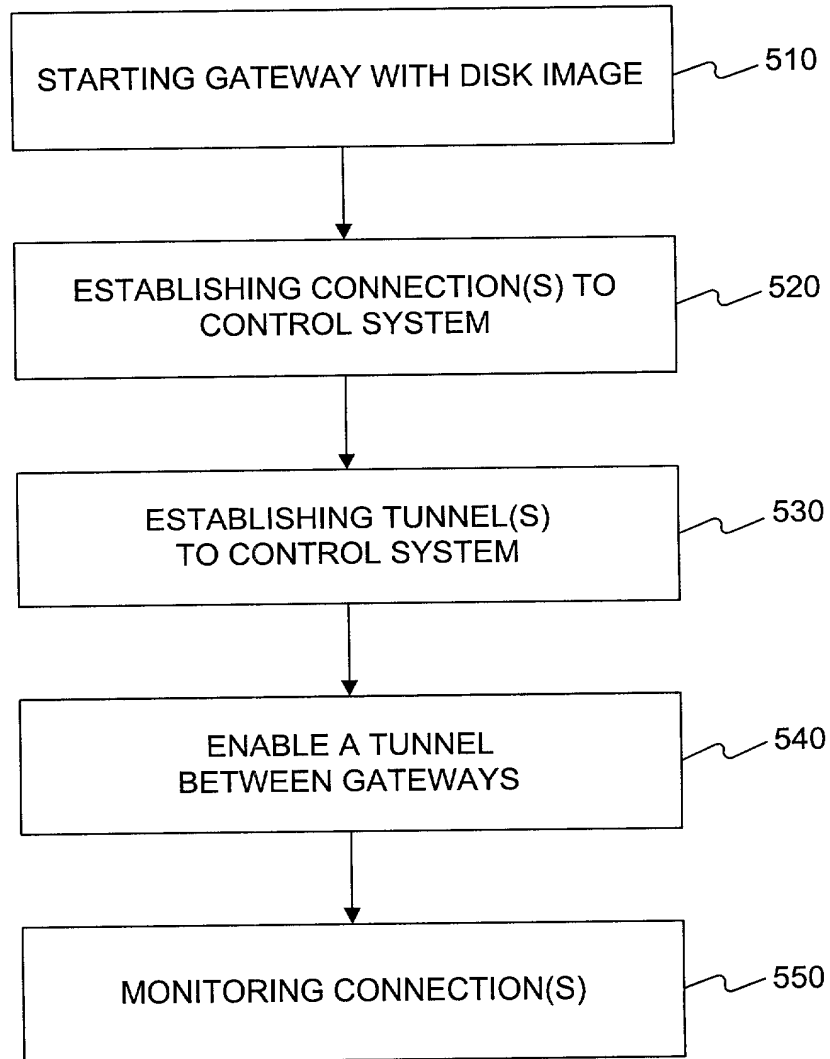 STARTING GATEWAY WITH DISK IMAGE
510
ESTABLISHING CONNECTION(S) TO
CONTROL SYSTEM
520
ESTABLISHING TUNNEL(S)
TO CONTROL SYSTEM
530
ENABLE A TUNNEL
BETWEEN GATEWAYS
540
MONITORING CONNECTION(S)
550